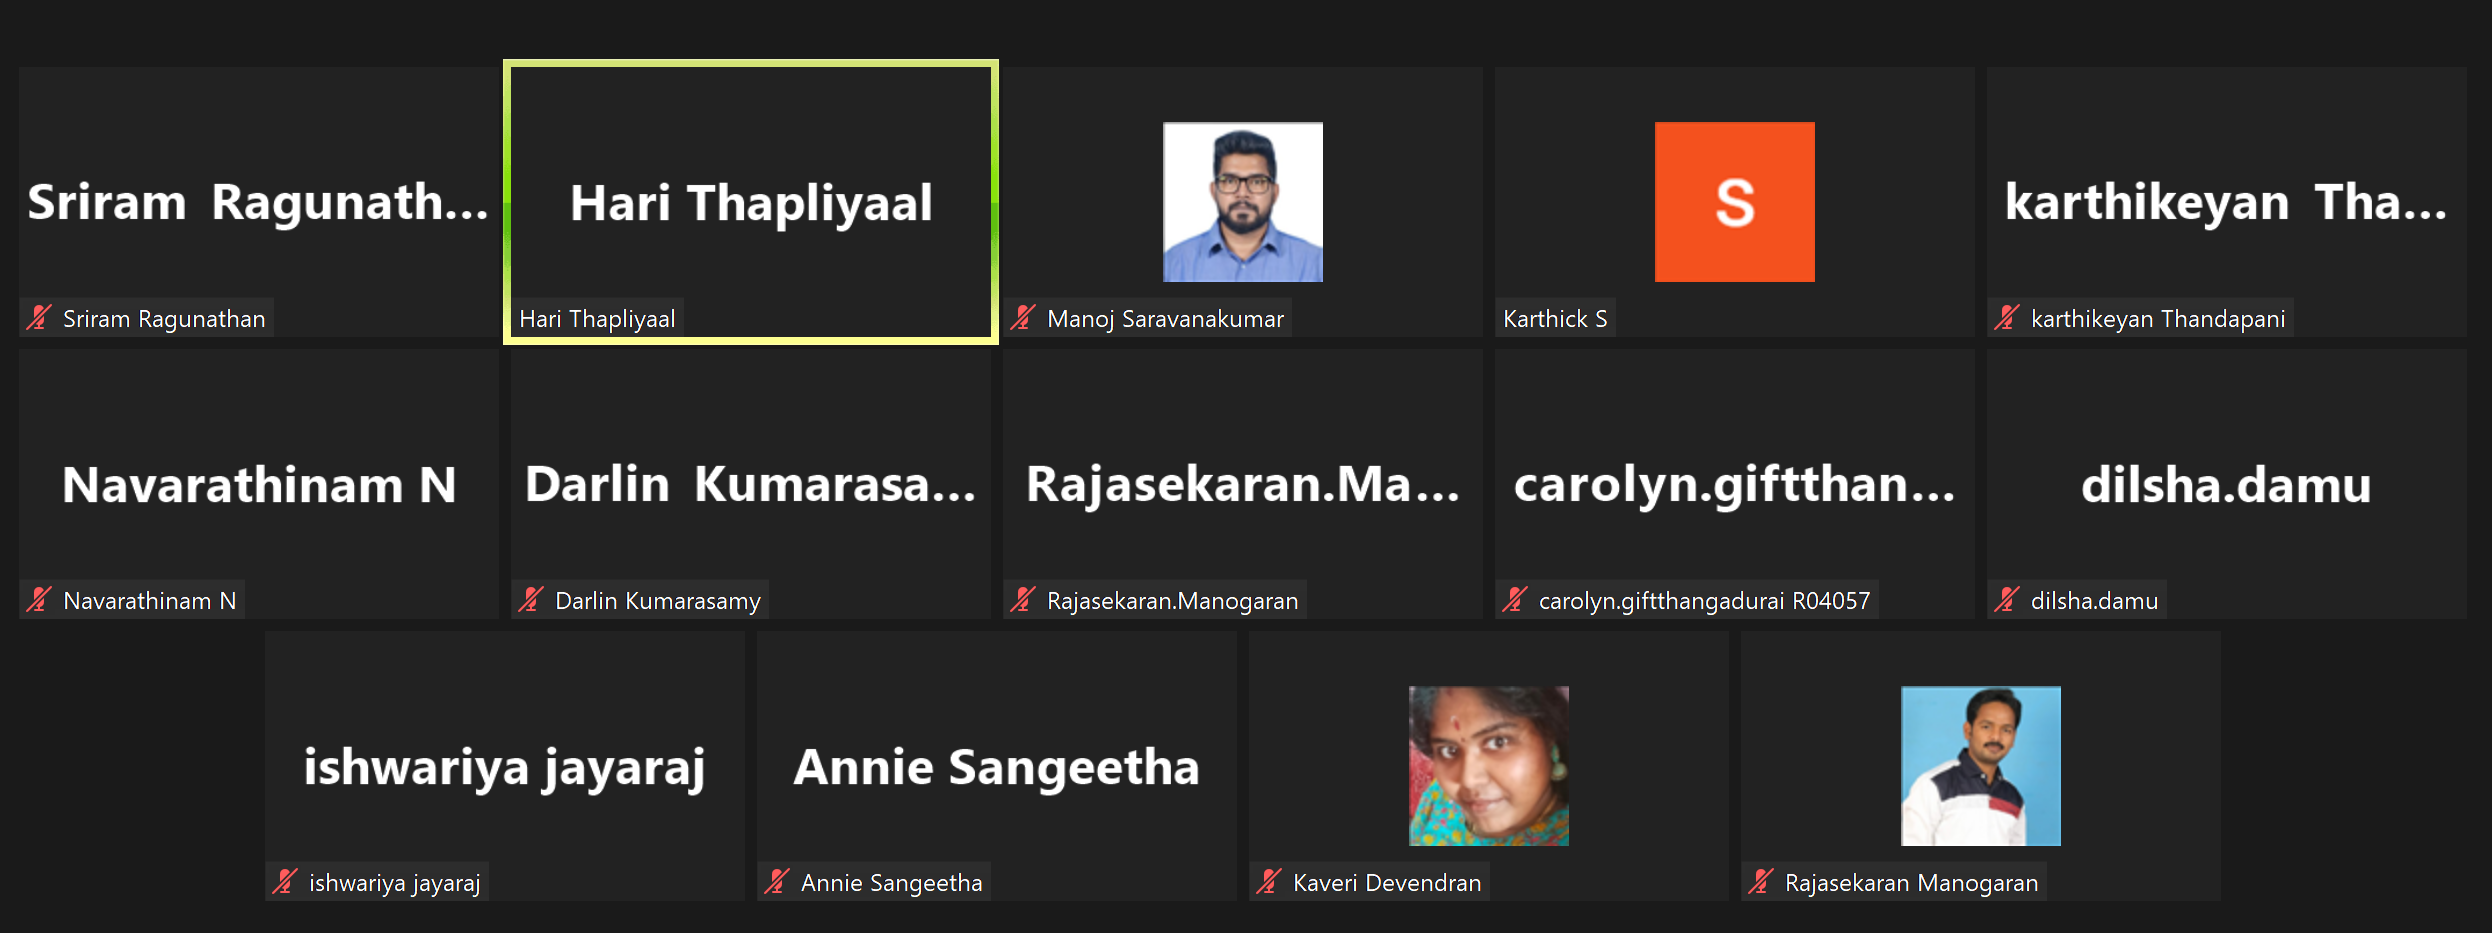 Sriram Ragunath...
Sriram Ragunathan
Hari Thapliyaal
Hari Thapliyaal
Manoj Saravanakumar
S
Karthick S
karthikeyan Tha...
karthikeyan Thandapani
Navarathinam N
Navarathinam N
Darlin Kumarasa...
Darlin Kumarasamy
Rajasekaran.Ma...
Rajasekaran.Manogaran
carolyn.giftthan...
carolyn.giftthangadurai R04057
dilsha.damu
dilsha.damu
ishwariya jayaraj
ishwariya jayaraj
Annie Sangeetha
Annie Sangeetha
Kaveri Devendran
Rajasekaran Manogaran